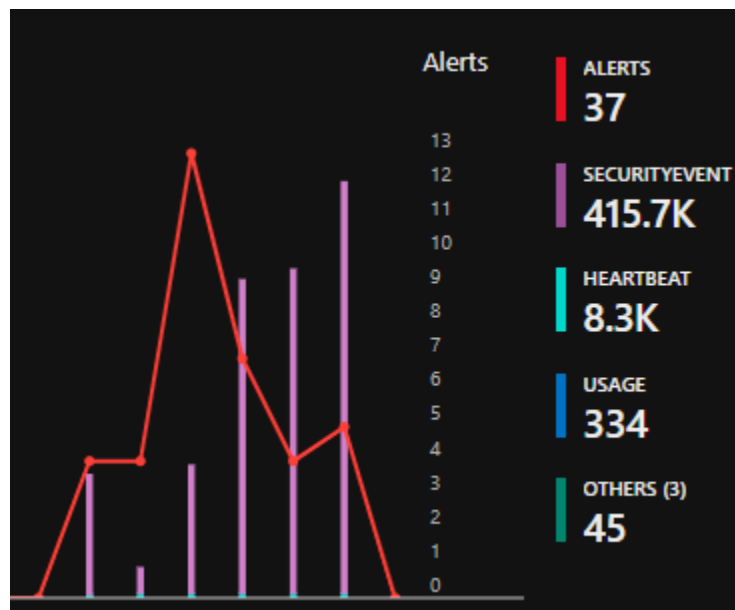 Alerts
13
12
11
10
9
8
7
6
5
4
3
2
1
0
ALERTS
37
SECURITYEVENT
415.7K
HEARTBEAT
8.3K
USAGE
334
OTHERS (3)
45